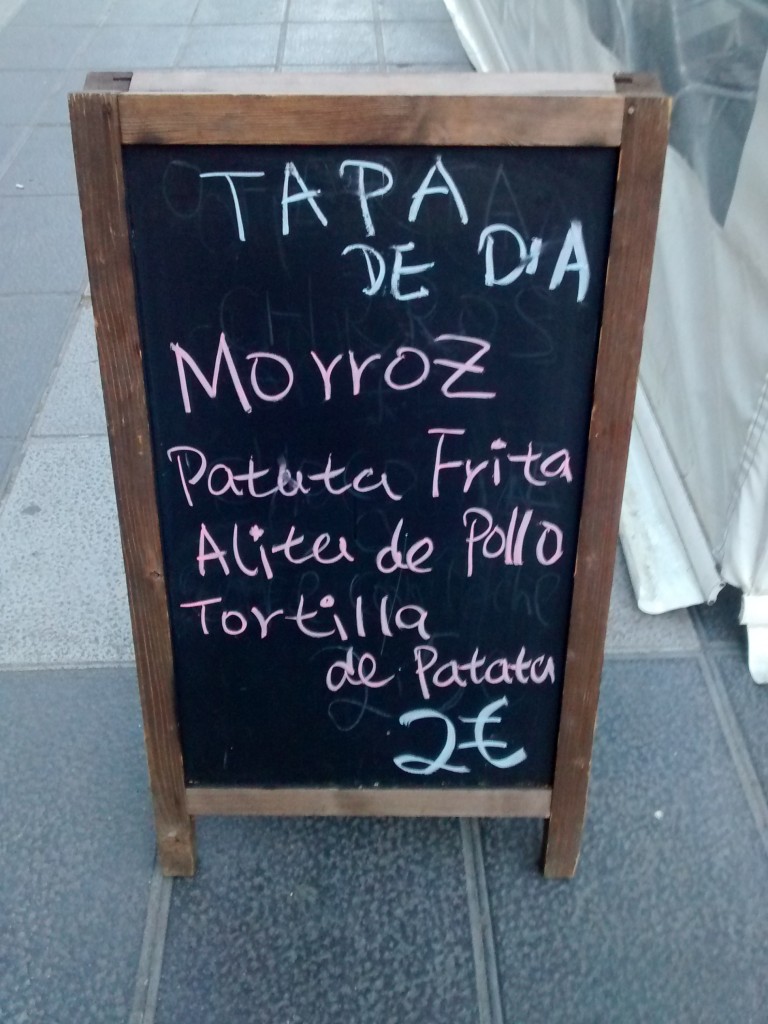 TAPA
DE DIA
Morroz
Patata Frita
Alita de Pollo
Tortilla
de Patata
2€